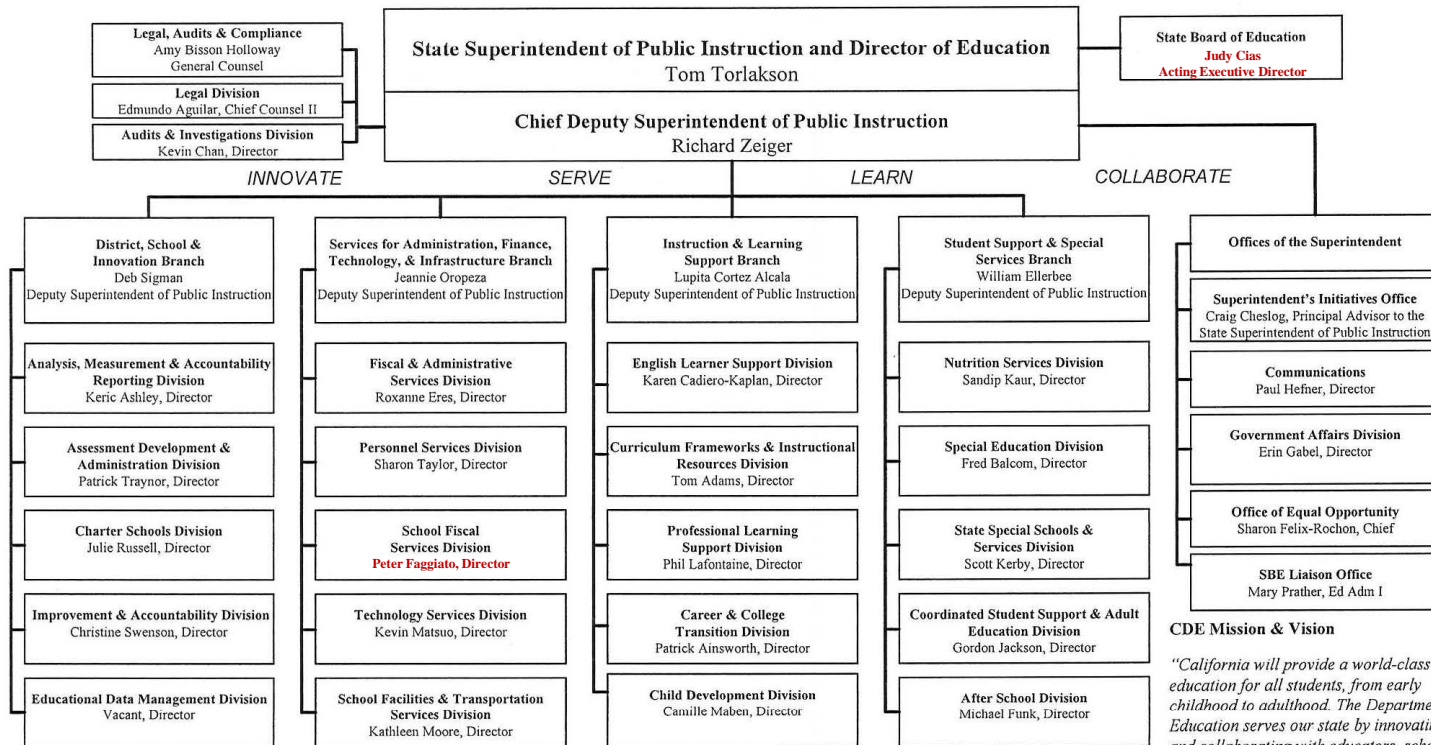 Legal, Audits & Compliance
Amy Bisson Holloway
General Counsel
Legal Division
Edmundo Aguilar, Chief Counsel II
Audits & Investigations Division
Kevin Chan, Director
State Superintendent of Public Instruction and Director of Education
Tom Torlakson
Chief Deputy Superintendent of Public Instruction
Richard Zeiger
State Board of Education
Judy Cias
Acting Executive Director
INNOVATE
SERVE
LEARN
COLLABORATE
District, School &
Innovation Branch
Deb Sigman
Deputy Superintendent of Public Instruction
Analysis, Measurement & Accountability
Reporting Division
Keric Ashley, Director
Assessment Development &
Administration Division
Patrick Traynor, Director
Charter Schools Division
Julie Russell, Director
Improvement & Accountability Division
Christine Swenson, Director
Educational Data Management Division
Vacant, Director
Services for Administration, Finance,
Technology, & Infrastructure Branch
Jeannie Oropeza
Deputy Superintendent of Public Instruction
Fiscal & Administrative
Services Division
Roxanne Eres, Director
Personnel Services Division
Sharon Taylor, Director
School Fiscal
Services Division
Peter Faggiato, Director
Technology Services Division
Kevin Matsuo, Director
School Facilities & Transportation
Services Division
Kathleen Moore, Director
Instruction & Learning
Support Branch
Lupita Cortez Alcala
Deputy Superintendent of Public Instruction
English Learner Support Division
Karen Cadiero-Kaplan, Director
Curriculum Frameworks & Instructional
Resources Division
Tom Adams, Director
Professional Learning
Support Division
Phil Lafontaine, Director
Career & College
Transition Division
Patrick Ainsworth, Director
Child Development Division
Camille Maben, Director
Student Support & Special
Services Branch
William Ellerbee
Deputy Superintendent of Public Instruction
Nutrition Services Division
Sandip Kaur, Director
Special Education Division
Fred Balcom, Director
State Special Schools &
Services Division
Scott Kerby, Director
Coordinated Student Support & Adult
Education Division
Gordon Jackson, Director
After School Division
Michael Funk, Director
Offices of the Superintendent
Superintendent's Initiatives Office
Craig Cheslog, Principal Advisor to the
State Superintendent of Public Instruction
Communications
Paul Hefner, Director
Government Affairs Division
Erin Gabel, Director
Office of Equal Opportunity
Sharon Felix-Rochon, Chief
SBE Liaison Office
Mary Prather, Ed Adm I
CDE Mission & Vision
"California will provide a world-class
education for all students, from early
childhood to adulthood. The Departme
Education serves our state by innovati